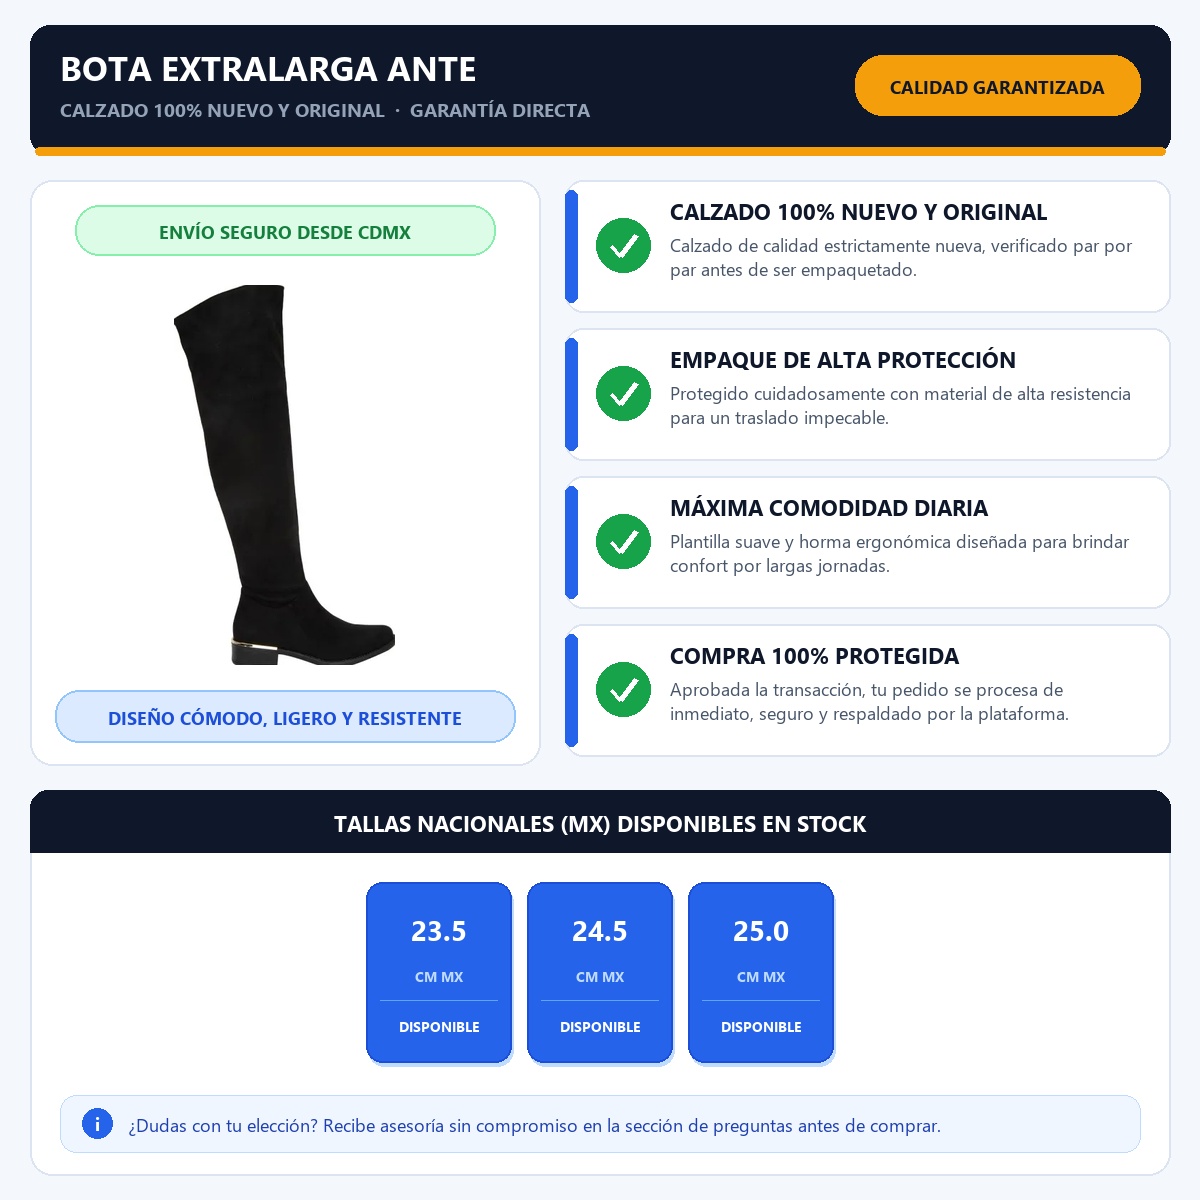 BOTA EXTRALARGA ANTE
CALZADO 100% NUEVO Y ORIGINAL · GARANTÍA DIRECTA
CALIDAD GARANTIZADA
ENVÍO SEGURO DESDE CDMX
DISEÑO CÓMODO, LIGERO Y RESISTENTE
CALZADO 100% NUEVO Y ORIGINAL
Calzado de calidad estrictamente nueva, verificado par por
par antes de ser empaquetado.
EMPAQUE DE ALTA PROTECCIÓN
Protegido cuidadosamente con material de alta resistencia
para un traslado impecable.
MÁXIMA COMODIDAD DIARIA
Plantilla suave y horma ergonómica diseñada para brindar
confort por largas jornadas.
COMPRA 100% PROTEGIDA
Aprobada la transacción, tu pedido se procesa de
inmediato, seguro y respaldado por la plataforma.
TALLAS NACIONALES (MX) DISPONIBLES EN STOCK
23.5
CM MX
DISPONIBLE
24.5
CM MX
DISPONIBLE
25.0
CM MX
DISPONIBLE
¿Dudas con tu elección? Recibe asesoría sin compromiso en la sección de preguntas antes de comprar.